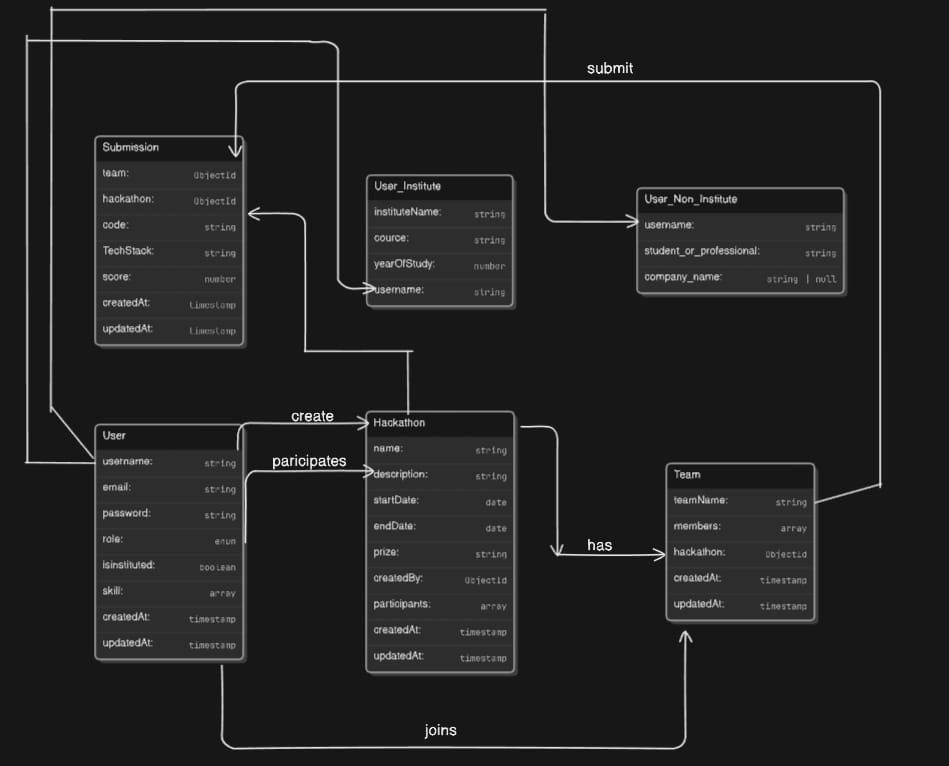 submit
Submission
team: ObjectId
hackathon: ObjectId
code: string
TechStack: string
score: number
createdAt: timestamp
updatedAt: timestamp
User_Institute
instituteName: string
cource: string
yearOfStudy: number
username: string
User_Non_Institute
username: string
student_or_professional: string
company_name: string | null
create
paricipates
User
username: string
email: string
password: string
role: enum
isinstituted: boolean
skill: array
createdAt: timestamp
updatedAt: timestamp
Hackathon
name: string
description: string
startDate: date
endDate: date
prize: string
createdBy: ObjectId
participants: array
createdAt: timestamp
updatedAt: timestamp
has
Team
teamName: string
members: array
hackathon: ObjectId
createdAt: timestamp
updatedAt: timestamp
joins